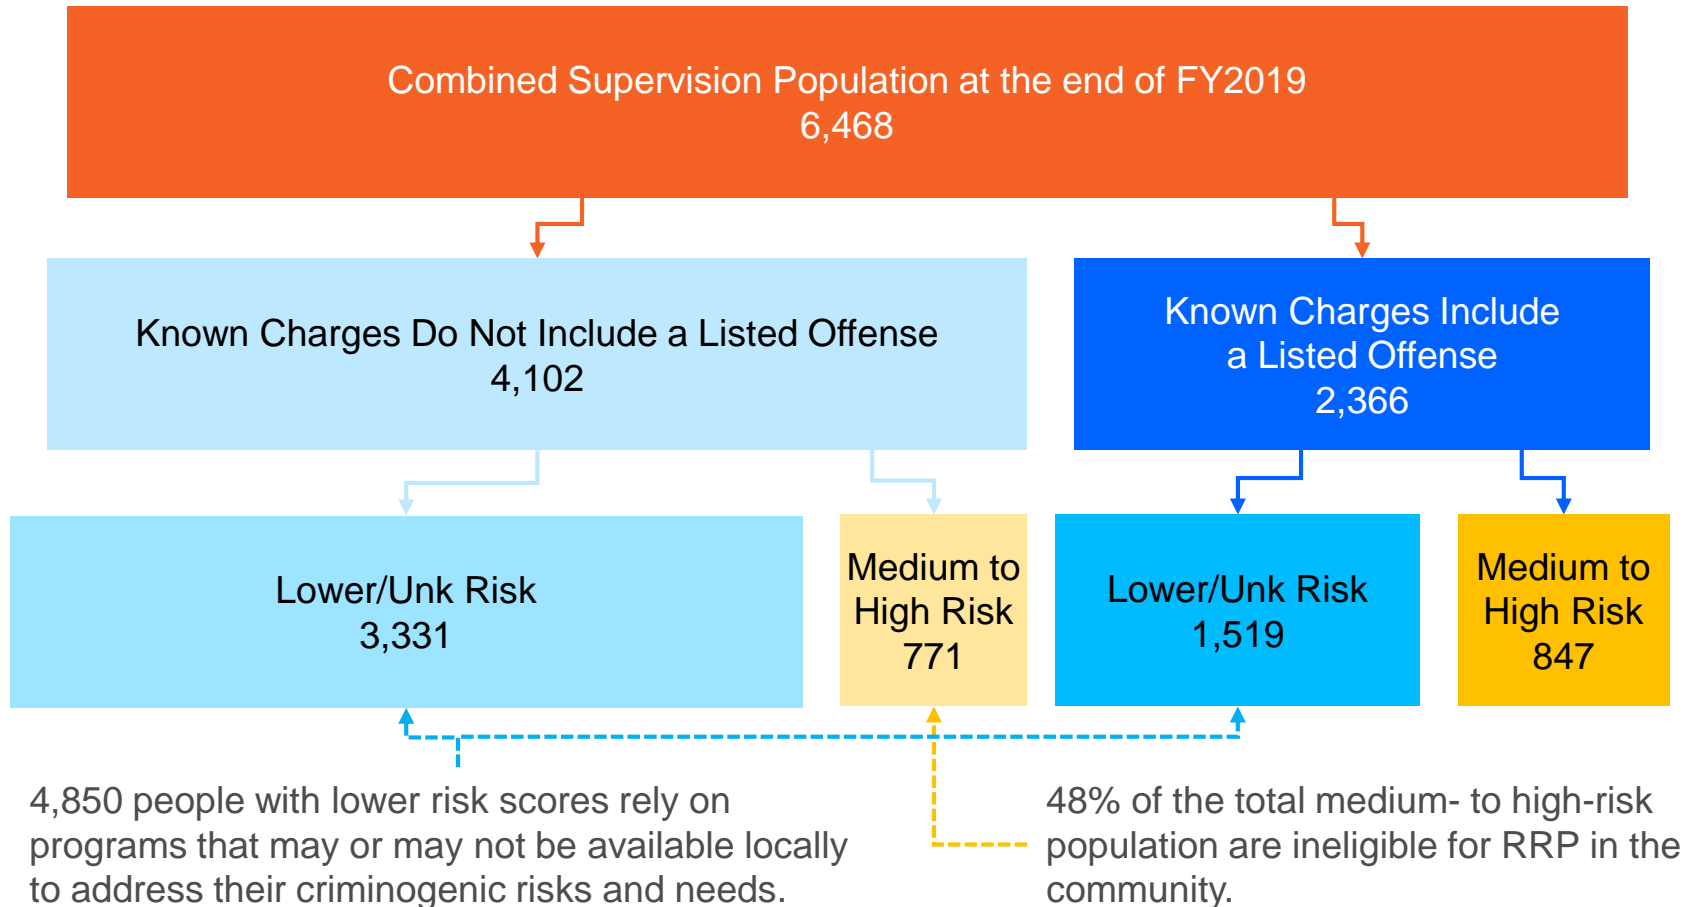 Combined Supervision Population at the end of FY2019
6,468
Known Charges Do Not Include a Listed Offense
4,102
Known Charges Include
a Listed Offense
2,366
Lower/Unk Risk
3,331
Medium to
High Risk
771
Lower/Unk Risk
1,519
Medium to
High Risk
847
4,850 people with lower risk scores rely on
programs that may or may not be available locally
to address their criminogenic risks and needs.
48% of the total medium- to high-risk
population are ineligible for RRP in the
community.